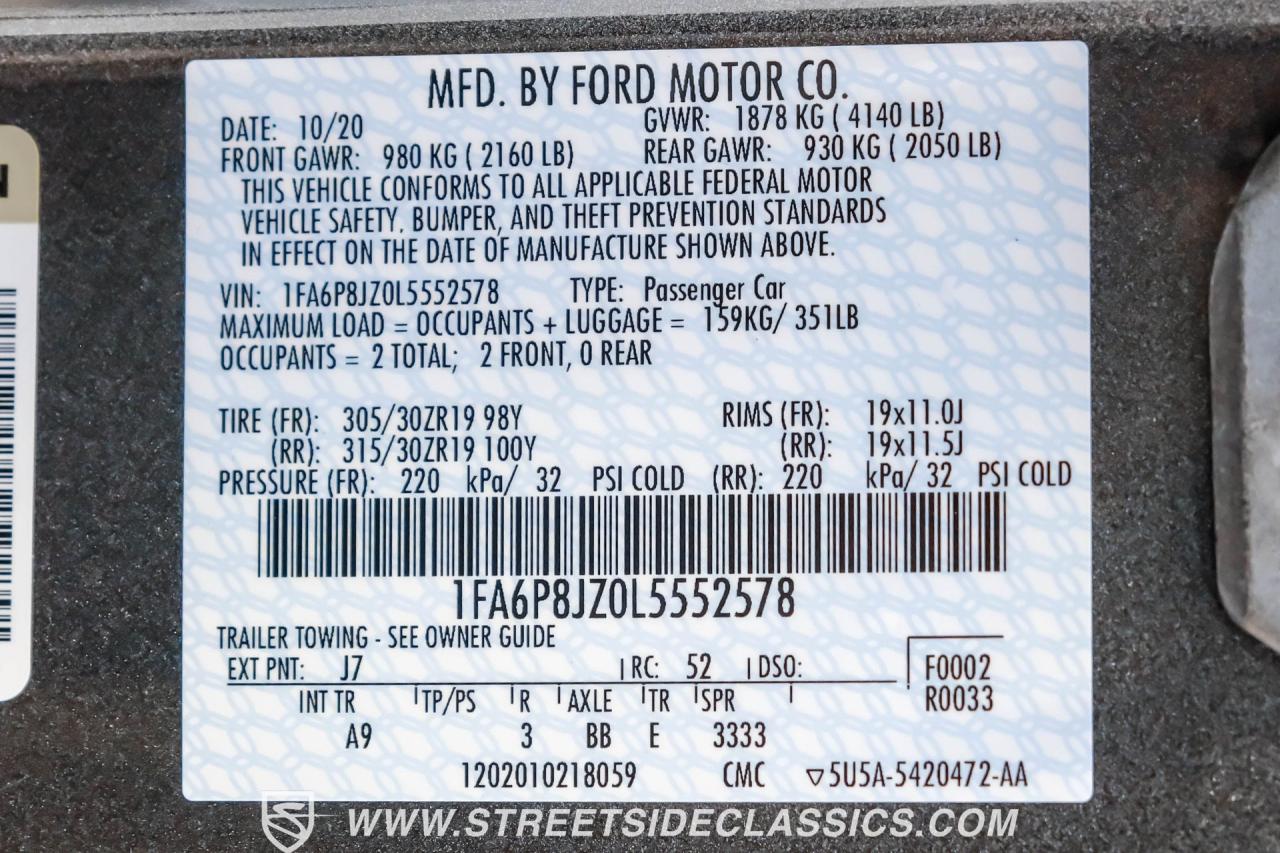 MFD. BY FORD MOTOR CO.
DATE: 10/20 GVWR: 1878 KG ( 4140 LB)
FRONT GAWR: 980 KG ( 2160 LB) REAR GAWR: 930 KG ( 2050 LB)
THIS VEHICLE CONFORMS TO ALL APPLICABLE FEDERAL MOTOR
VEHICLE SAFETY, BUMPER, AND THEFT PREVENTION STANDARDS
IN EFFECT ON THE DATE OF MANUFACTURE SHOWN ABOVE.
VIN: 1FA6P8JZ0L5552578 TYPE: Passenger Car
MAXIMUM LOAD = OCCUPANTS + LUGGAGE = 159KG/ 351LB
OCCUPANTS = 2 TOTAL; 2 FRONT, 0 REAR
TIRE (FR): 305/30ZR19 98Y RIMS (FR): 19x11.0J
(RR): 315/30ZR19 100Y (RR): 19x11.5J
PRESSURE (FR): 220 kPa/ 32 PSI COLD (RR): 220 kPa/ 32 PSI COLD
1FA6P8JZ0L5552578
TRAILER TOWING - SEE OWNER GUIDE
EXT PNT: J7 RC: 52 DSO: F0002
INT TR TP/PS R AXLE TR SPR R0033
A9 3 BB E 3333
1202010218059 CMC ▽5U5A-5420472-AA
WWW.STREETSIDECLASSICS.COM